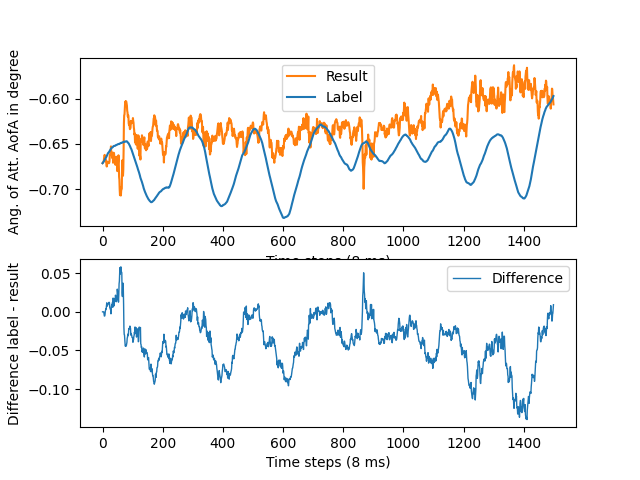 Ang. of Att. AofA in degree
−0.60
−0.65
−0.70
Result
Label
0 200 400 600 800 1000 1200 1400
Time steps (8 ms)
Difference label - result
0.05
0.00
−0.05
−0.10
Difference
0 200 400 600 800 1000 1200 1400
Time steps (8 ms)